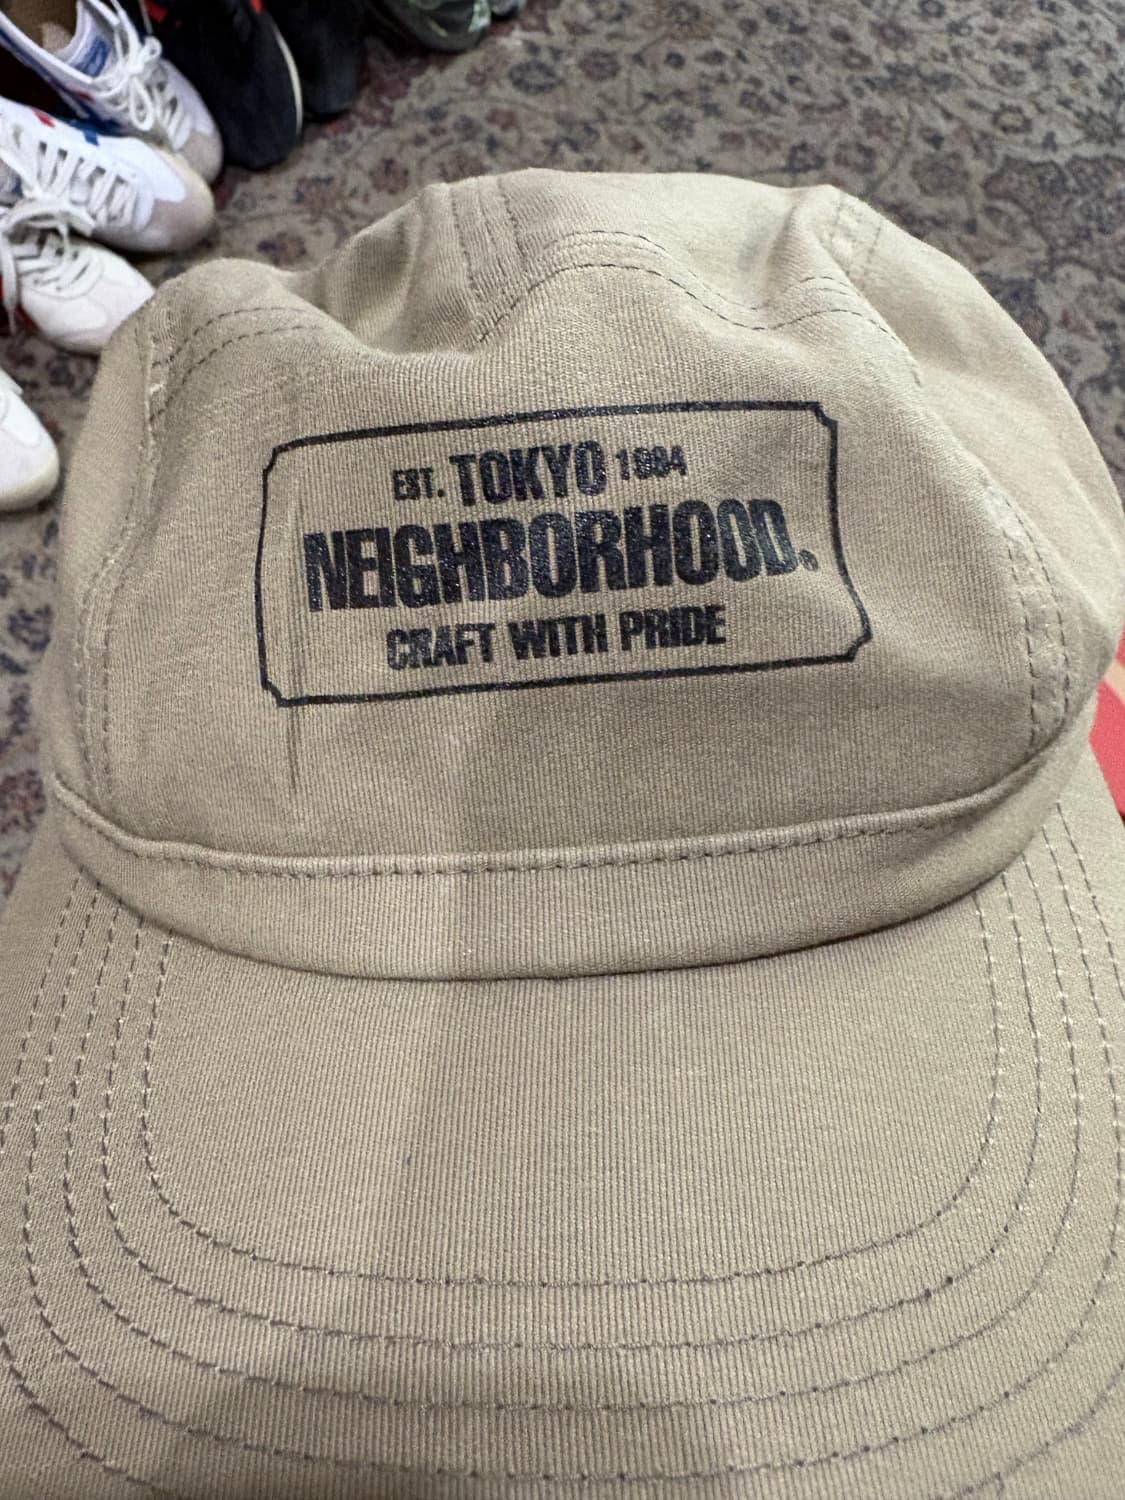 EST. TOKYO 1994
NEIGHBORHOOD.
CRAFT WITH PRIDE